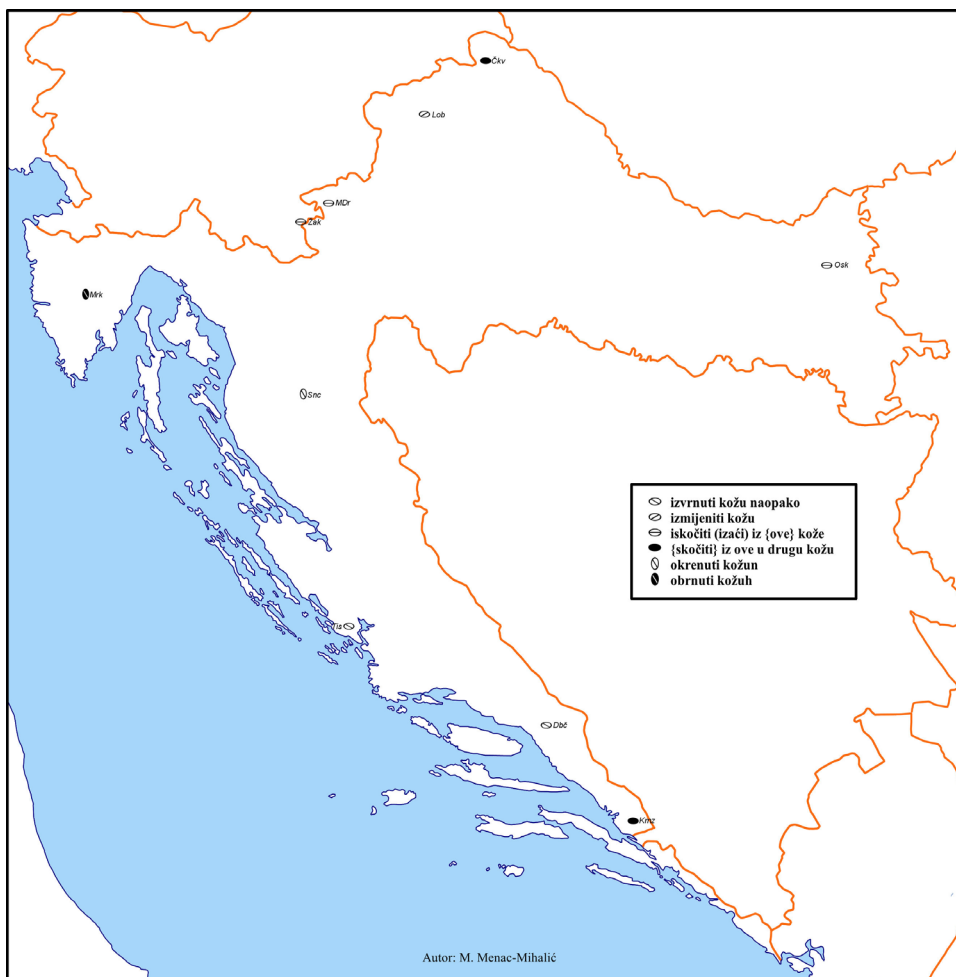 Čkv
Lob
MDr
Zak
Osk
Mrk
Snc
izvrnuti kožu naopako
izmijeniti kožu
iskočiti (izaći) iz {ove} kože
{skočiti} iz ove u drugu kožu
okrenuti kožun
obrnuti kožuh
Tis
Dbč
Kmz
Autor: M. Menac-Mihalić